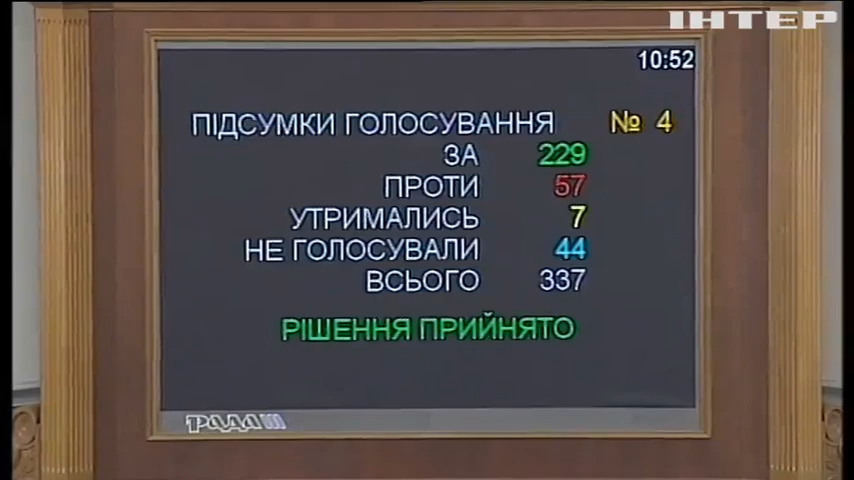 ІНТЕР
10:52
ПІДСУМКИ ГОЛОСУВАННЯ № 4
ЗА 229
ПРОТИ 57
УТРИМАЛИСЬ 7
НЕ ГОЛОСУВАЛИ 44
ВСЬОГО 337
РІШЕННЯ ПРИЙНЯТО
РАДА